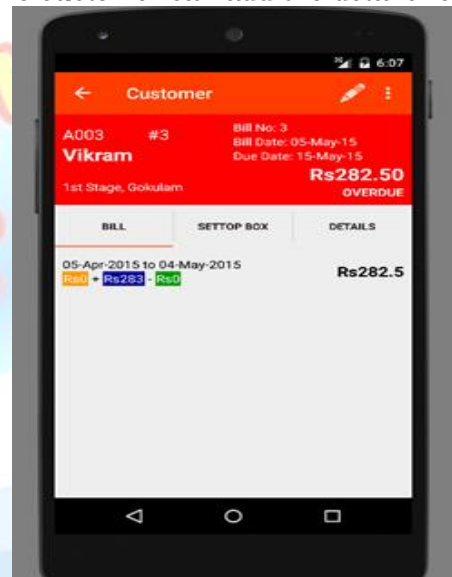 6:07
Customer
A003 #3
Vikram
1st Stage, Gokulam
Bill No: 3
Bill Date: 05-May-15
Due Date: 15-May-15
Rs282.50
OVERDUE
BILL SETTOP BOX DETAILS
05-Apr-2015 to 04-May-2015
Rs0 + Rs283 - Rs0
Rs282.5